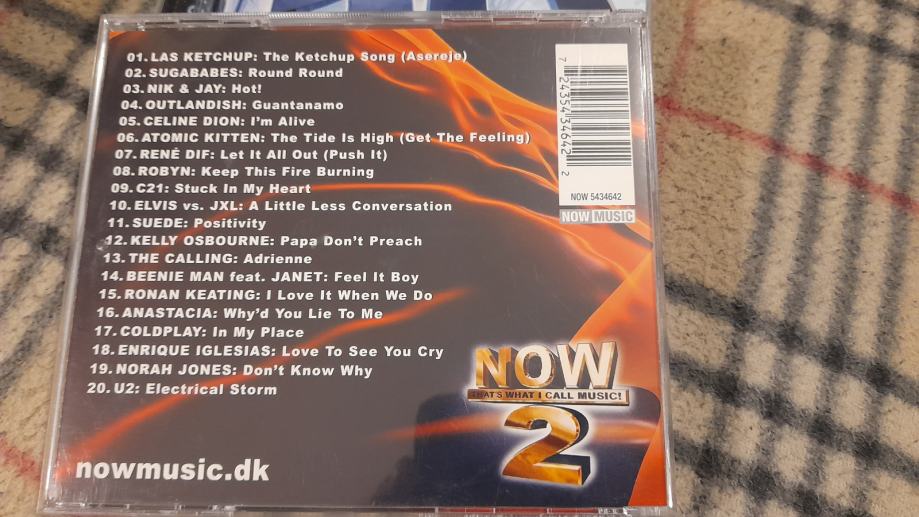 01. LAS KETCHUP: The Ketchup Song (Asereje)
02. SUGABABES: Round Round
03. NIK & JAY: Hot!
04. OUTLANDISH: Guantanamo
05. CELINE DION: I'm Alive
06. ATOMIC KITTEN: The Tide Is High (Get The Feeling)
07. RENÉ DIF: Let It All Out (Push It)
08. ROBYN: Keep This Fire Burning
09. C21: Stuck In My Heart
10. ELVIS vs. JXL: A Little Less Conversation
11. SUEDE: Positivity
12. KELLY OSBOURNE: Papa Don't Preach
13. THE CALLING: Adrienne
14. BEENIE MAN feat. JANET: Feel It Boy
15. RONAN KEATING: I Love It When We Do
16. ANASTACIA: Why'd You Lie To Me
17. COLDPLAY: In My Place
18. ENRIQUE IGLESIAS: Love To See You Cry
19. NORAH JONES: Don't Know Why
20. U2: Electrical Storm
nowmusic.dk
7 24354 34642 2
NOW 5434642
NOW MUSIC
NOW
THAT'S WHAT I CALL MUSIC!
2